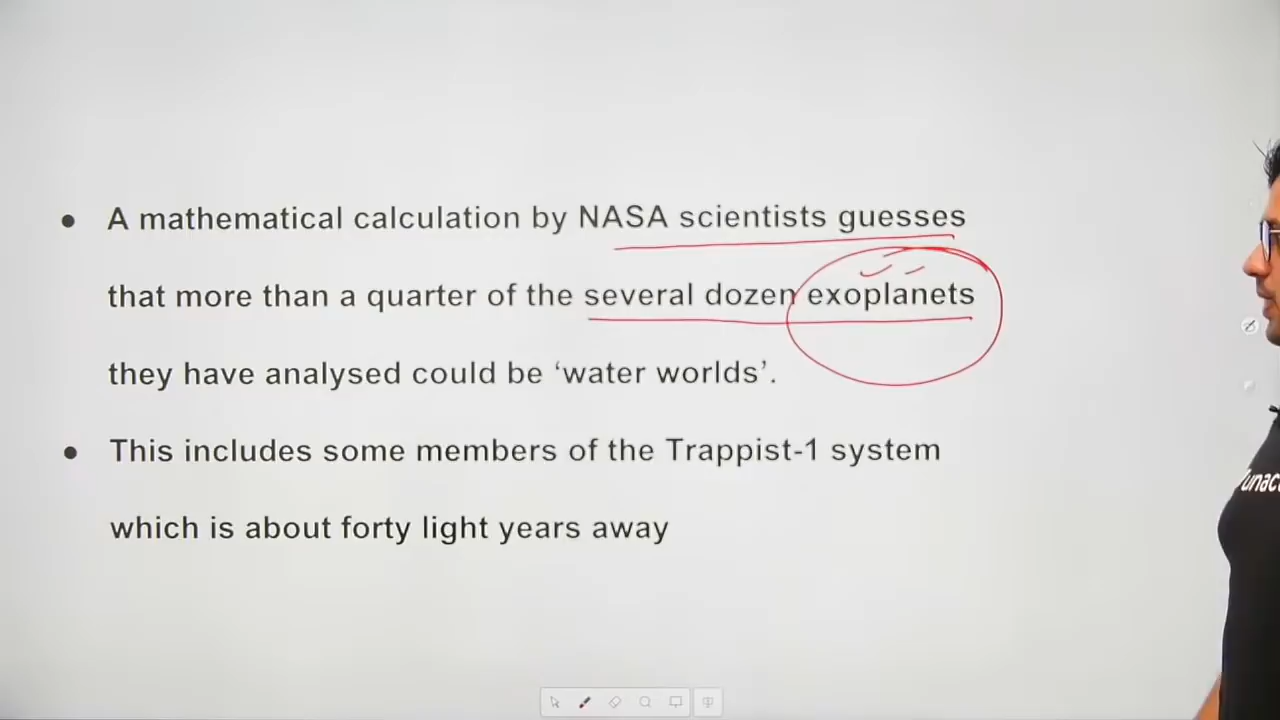 ● A mathematical calculation by NASA scientists guesses
that more than a quarter of the several dozen exoplanets
they have analysed could be ‘water worlds’.
● This includes some members of the Trappist-1 system
which is about forty light years away